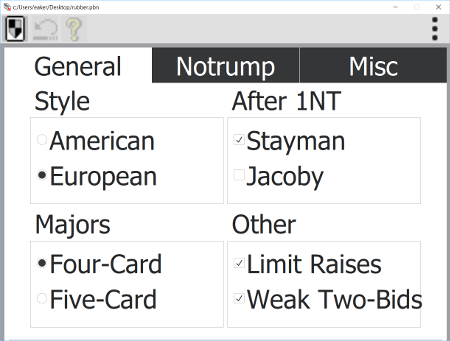 c:/Users/eaker/Desktop/rubber.pbn
General Notrump Misc
Style After 1NT
American Stayman
European Jacoby
Majors Other
Four-Card Limit Raises
Five-Card Weak Two-Bids